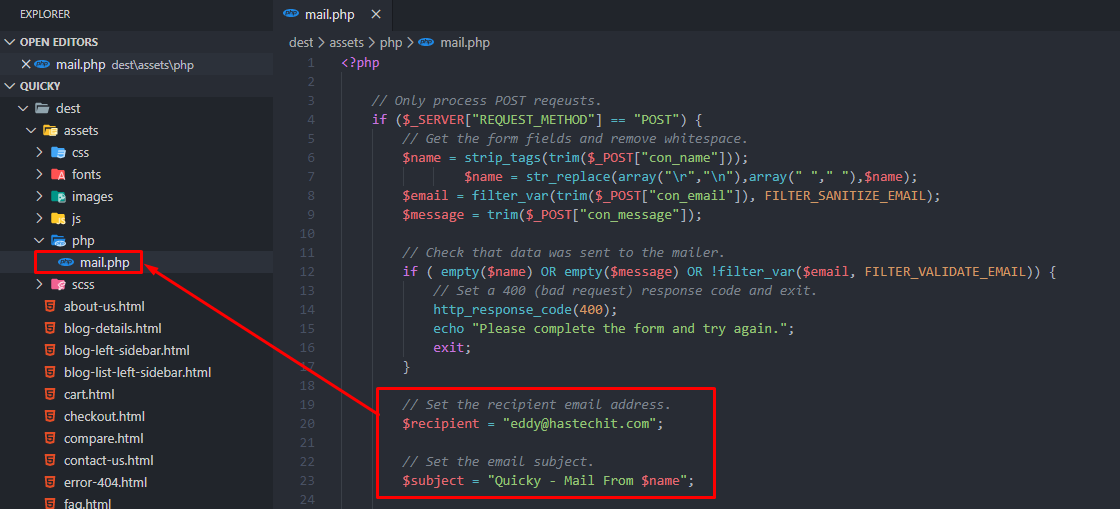 EXPLORER
OPEN EDITORS
mail.php dest\assets\php
QUICKY
dest
assets
css
fonts
images
js
php
mail.php
scss
about-us.html
blog-details.html
blog-left-sidebar.html
blog-list-left-sidebar.html
cart.html
checkout.html
compare.html
contact-us.html
error-404.html
faq.html
mail.php
dest > assets > php > mail.php
1 <?php
2
3 // Only process POST reqeusts.
4 if ($_SERVER["REQUEST_METHOD"] == "POST") {
5 // Get the form fields and remove whitespace.
6 $name = strip_tags(trim($_POST["con_name"]));
7 $name = str_replace(array("\r","\n"),array(" "," "),$name);
8 $email = filter_var(trim($_POST["con_email"]), FILTER_SANITIZE_EMAIL);
9 $message = trim($_POST["con_message"]);
10
11 // Check that data was sent to the mailer.
12 if ( empty($name) OR empty($message) OR !filter_var($email, FILTER_VALIDATE_EMAIL)) {
13 // Set a 400 (bad request) response code and exit.
14 http_response_code(400);
15 echo "Please complete the form and try again.";
16 exit;
17 }
18
19 // Set the recipient email address.
20 $recipient = "eddy@hastechit.com";
21
22 // Set the email subject.
23 $subject = "Quicky - Mail From $name";
24